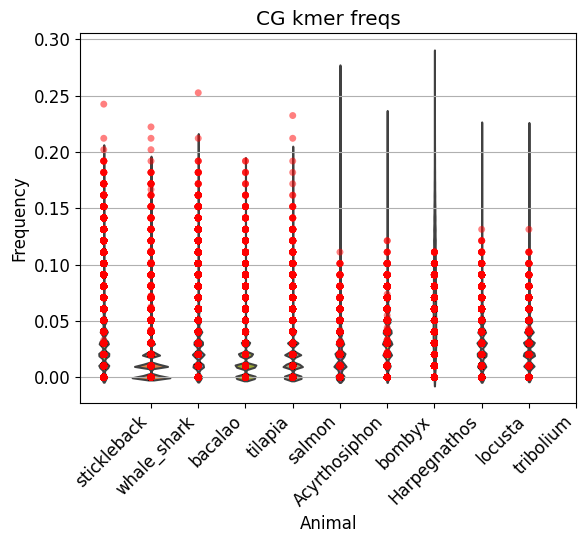 CG kmer freqs
0.30
0.25
0.20
0.15
0.10
0.05
0.00
Frequency
stickleback
whale_shark
bacalao
tilapia
salmon
Acyrthosiphon
bombyx
Harpegnathos
locusta
tribolium
Animal